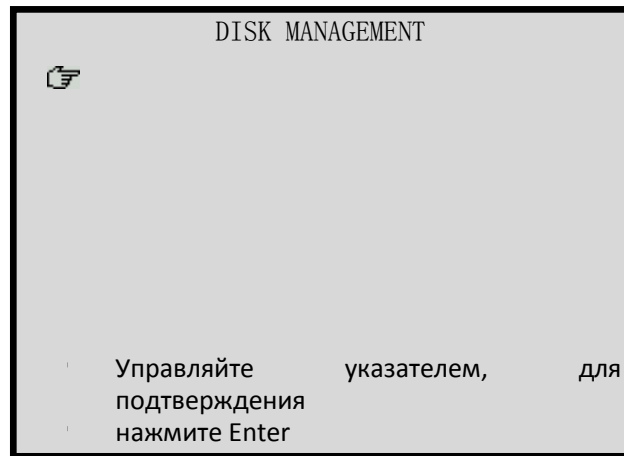 DISK MANAGEMENT
Управляйте указателем, для
подтверждения
нажмите Enter